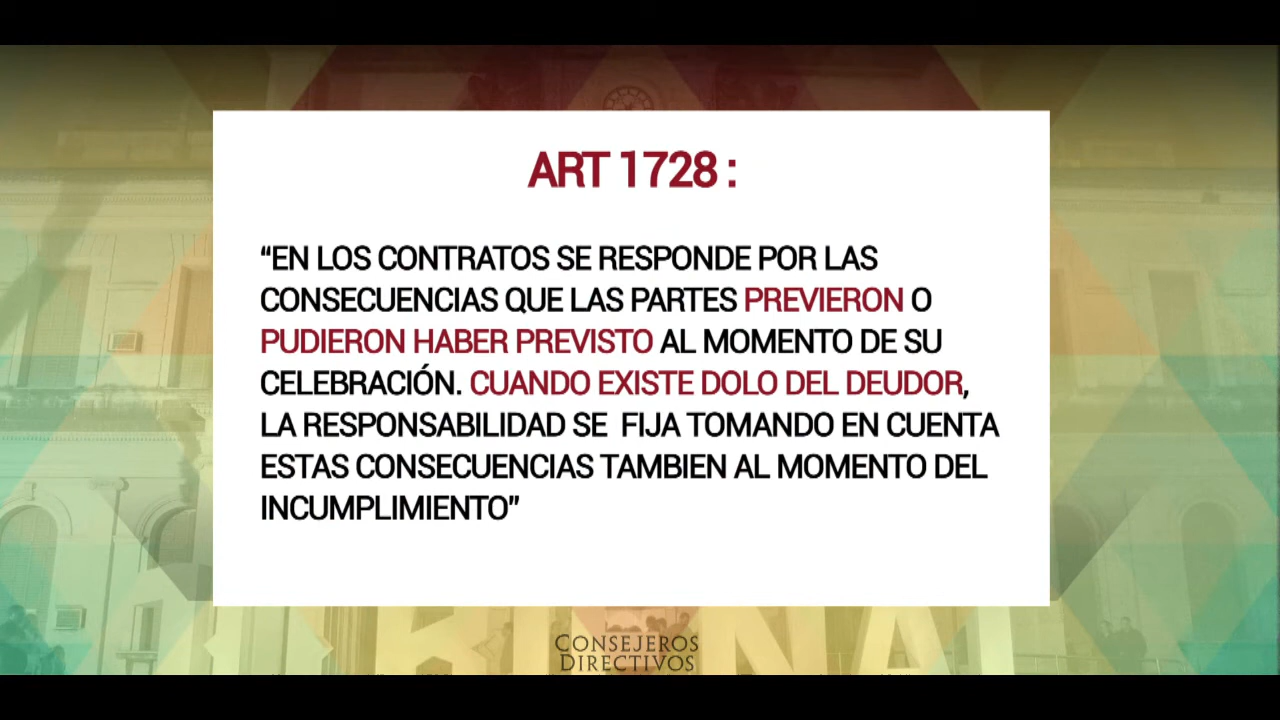 ART 1728 :
“EN LOS CONTRATOS SE RESPONDE POR LAS
CONSECUENCIAS QUE LAS PARTES PREVIERON O
PUDIERON HABER PREVISTO AL MOMENTO DE SU
CELEBRACIÓN. CUANDO EXISTE DOLO DEL DEUDOR,
LA RESPONSABILIDAD SE FIJA TOMANDO EN CUENTA
ESTAS CONSECUENCIAS TAMBIEN AL MOMENTO DEL
INCUMPLIMIENTO”
CONSEJEROS
DIRECTIVOS